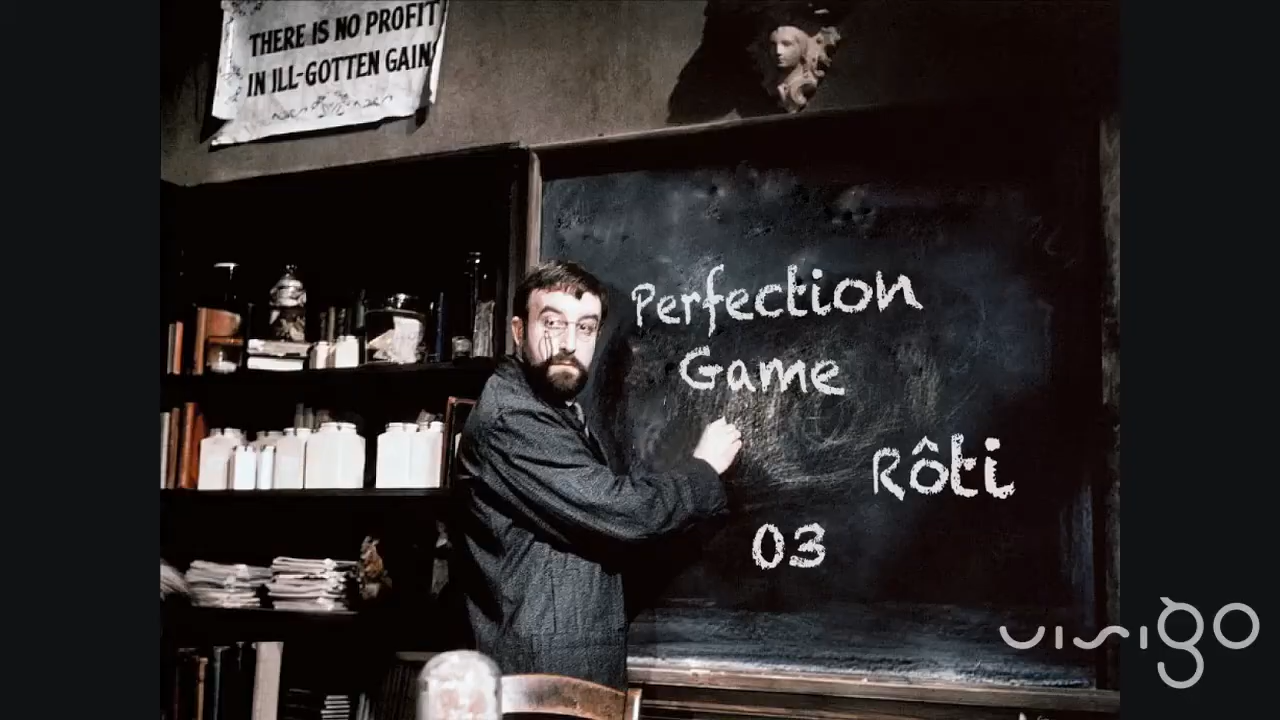 THERE IS NO PROFIT
IN ILL-GOTTEN GAIN
Perfection
Game
Rôti
03
visigo